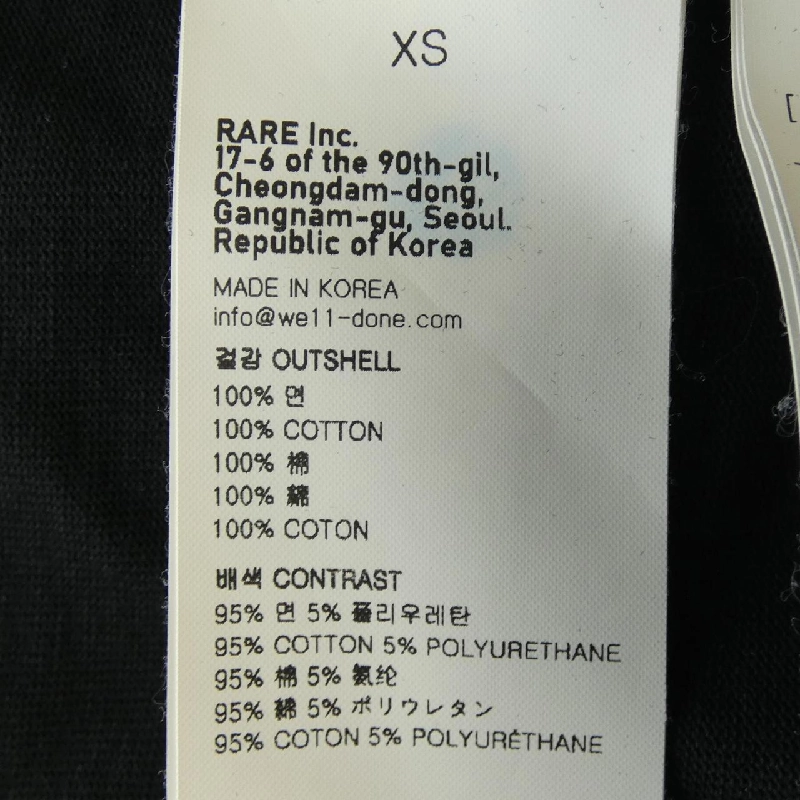 XS
RARE Inc.
17-6 of the 90th-gil,
Cheongdam-dong,
Gangnam-gu, Seoul.
Republic of Korea
MADE IN KOREA
info@we11-done.com
겉감 OUTSHELL
100% 면
100% COTTON
100% 棉
100% 綿
100% COTON
배색 CONTRAST
95% 면 5% 폴리우레탄
95% COTTON 5% POLYURETHANE
95% 棉 5% 氨纶
95% 綿 5% ポリウレタン
95% COTON 5% POLYURÉTHANE
[